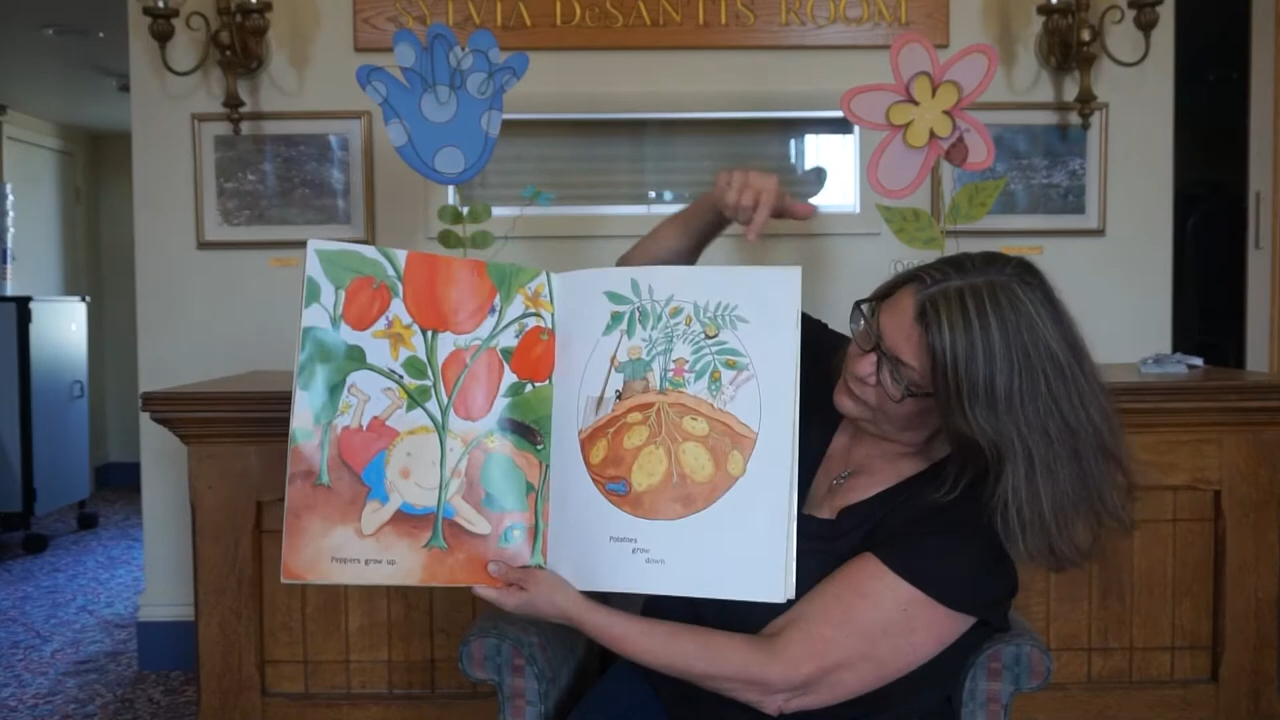 SYLVIA DeSANTIS ROOM
Peppers grow up.
Potatoes
grow
down